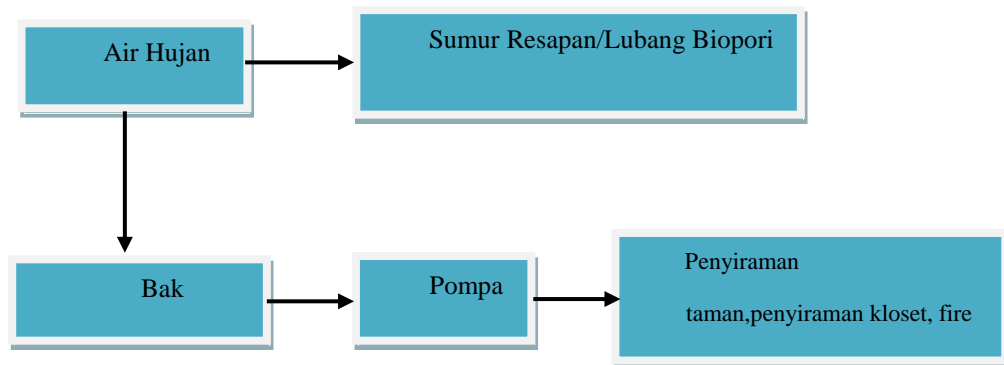 Air Hujan
Sumur Resapan/Lubang Biopori
Bak
Pompa
Penyiraman
taman,penyiraman kloset, fire